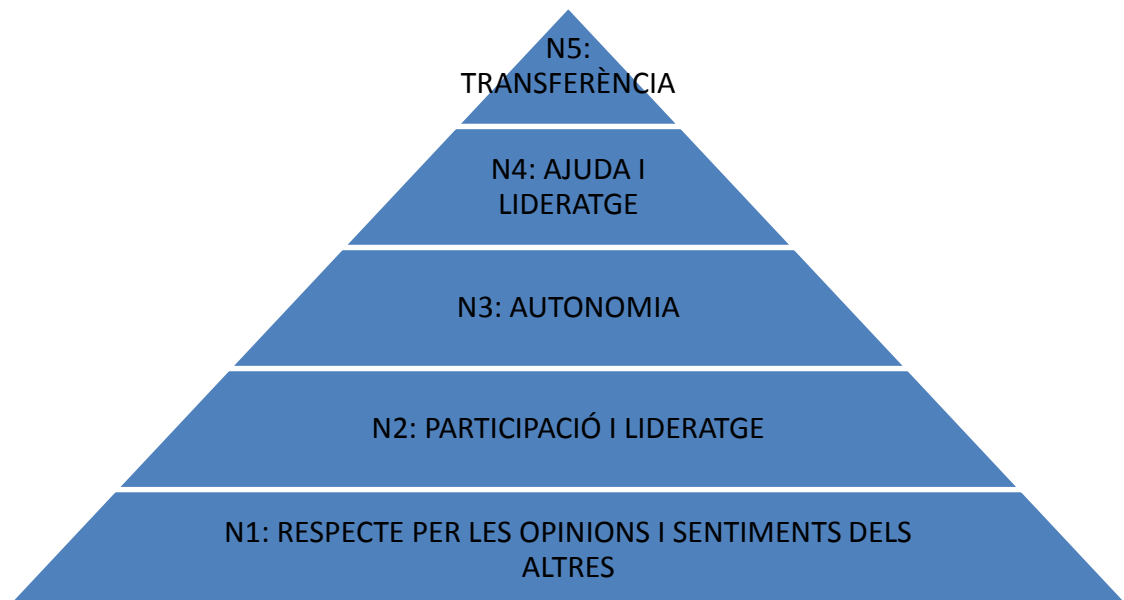 N5:
TRANSFERÈNCIA
N4: AJUDA I
LIDERATGE
N3: AUTONOMIA
N2: PARTICIPACIÓ I LIDERATGE
N1: RESPECTE PER LES OPINIONS I SENTIMENTS DELS
ALTRES